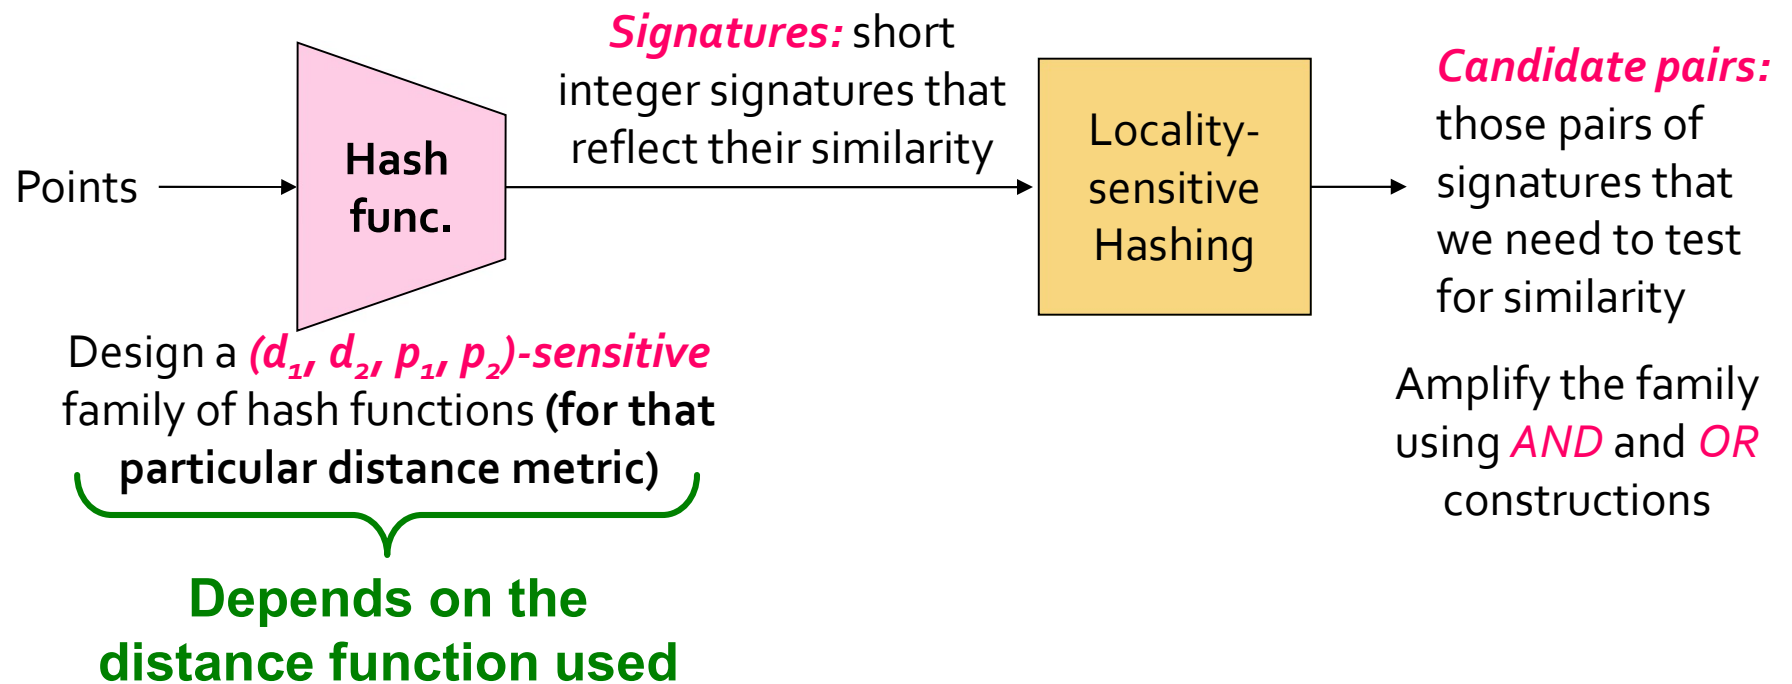 Points
Hash
func.
Signatures: short
integer signatures that
reflect their similarity
Locality-
sensitive
Hashing
Candidate pairs:
those pairs of
signatures that
we need to test
for similarity
Design a (d₁, d₂, p₁, p₂)-sensitive
family of hash functions (for that
particular distance metric)
Amplify the family
using AND and OR
constructions
Depends on the
distance function used